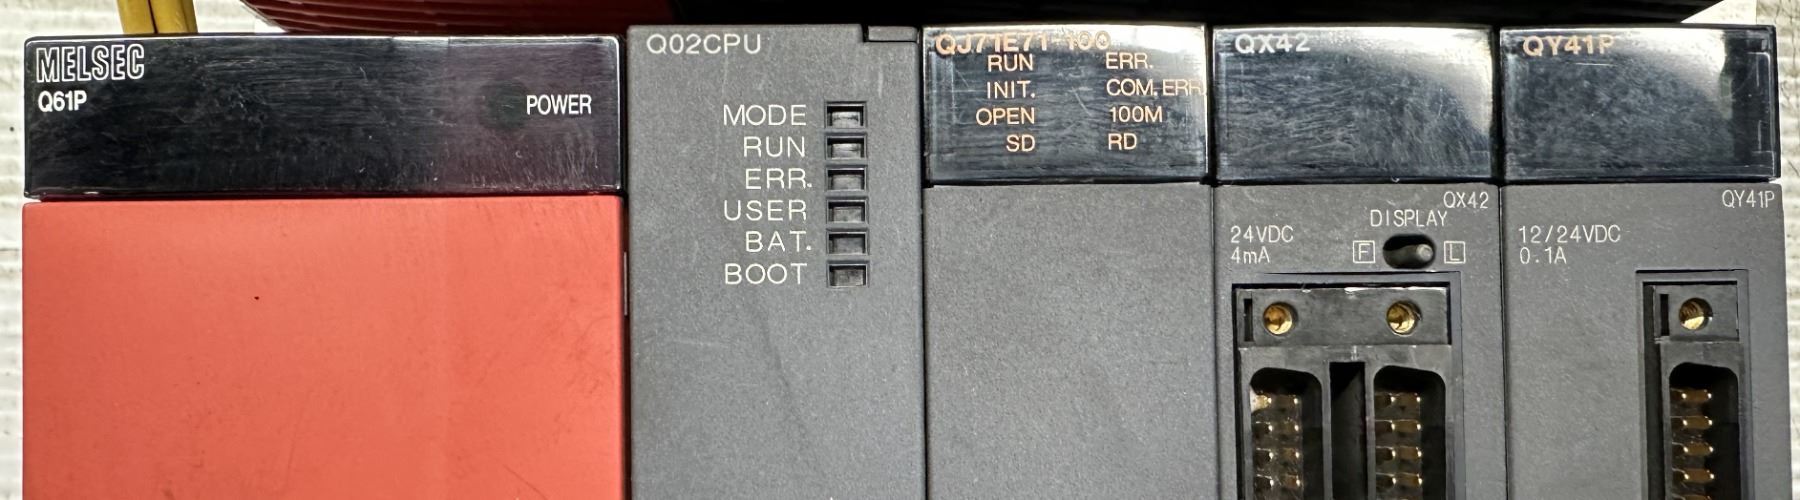 MELSEC
Q61P
POWER
Q02CPU
MODE
RUN
ERR.
USER
BAT.
BOOT
QJ71E71-100
RUN ERR.
INIT. COM.ERR.
OPEN 100M
SD RD
QX42
QX42
DISPLAY
24VDC
4mA
F L
QY41P
QY41P
12/24VDC
0.1A